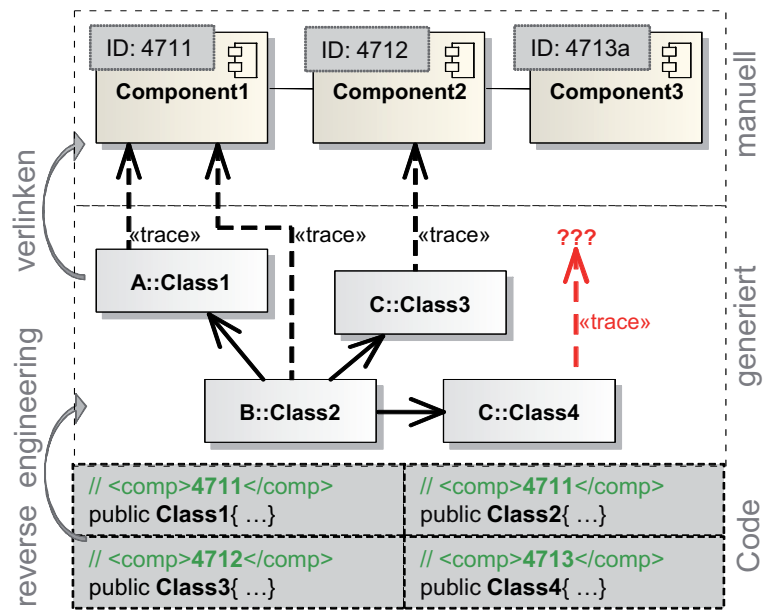 ID: 4711
Component1
ID: 4712
Component2
ID: 4713a
Component3
manuell
verlinken
«trace»
«trace»
«trace»
???
«trace»
A::Class1
C::Class3
B::Class2
C::Class4
generiert
reverse engineering
// <comp>4711</comp>
public Class1{ …}
// <comp>4711</comp>
public Class2{ …}
// <comp>4712</comp>
public Class3{ …}
// <comp>4713</comp>
public Class4{ …}
Code